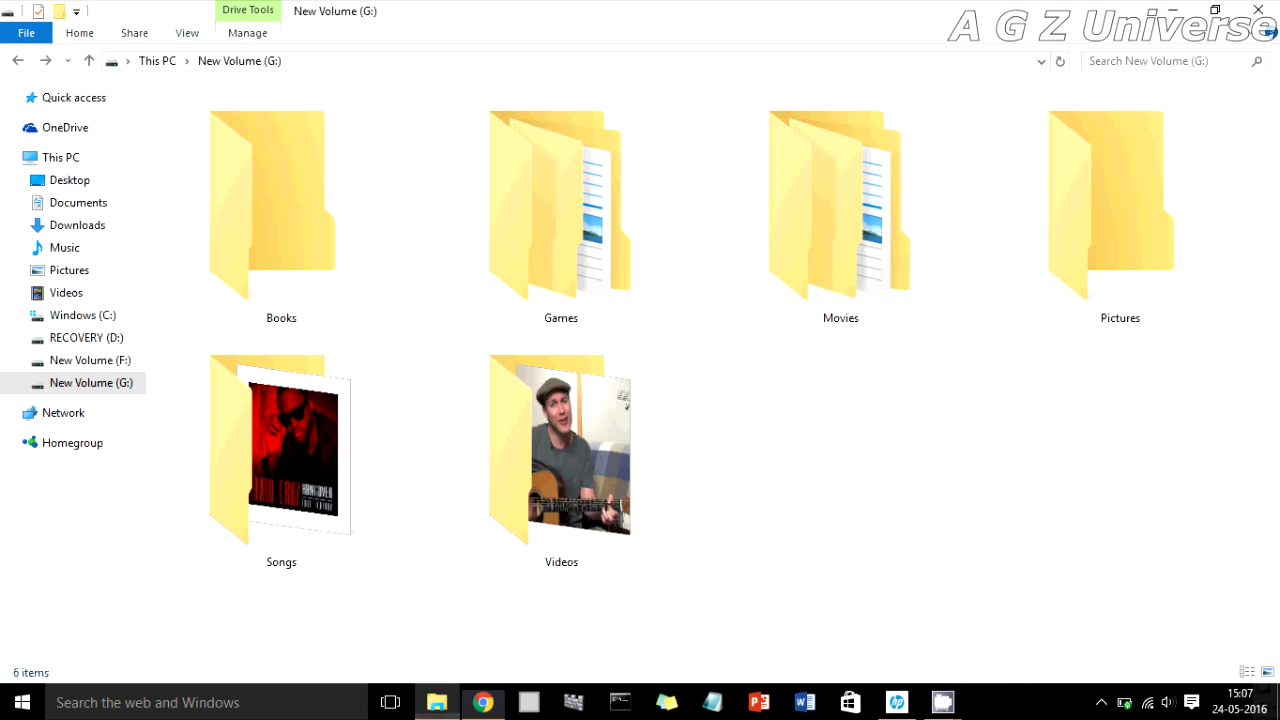 Drive Tools
New Volume (G:)
A G Z Universe
File
Home
Share
View
Manage
This PC
New Volume (G:)
Search New Volume (G:)
Quick access
OneDrive
This PC
Desktop
Documents
Downloads
Music
Pictures
Videos
Windows (C:)
RECOVERY (D:)
New Volume (F:)
New Volume (G:)
Network
Homegroup
Books
Games
Movies
Pictures
HANGOVER
Songs
Videos
6 items
Search the web and Windows
15:07
24-05-2016